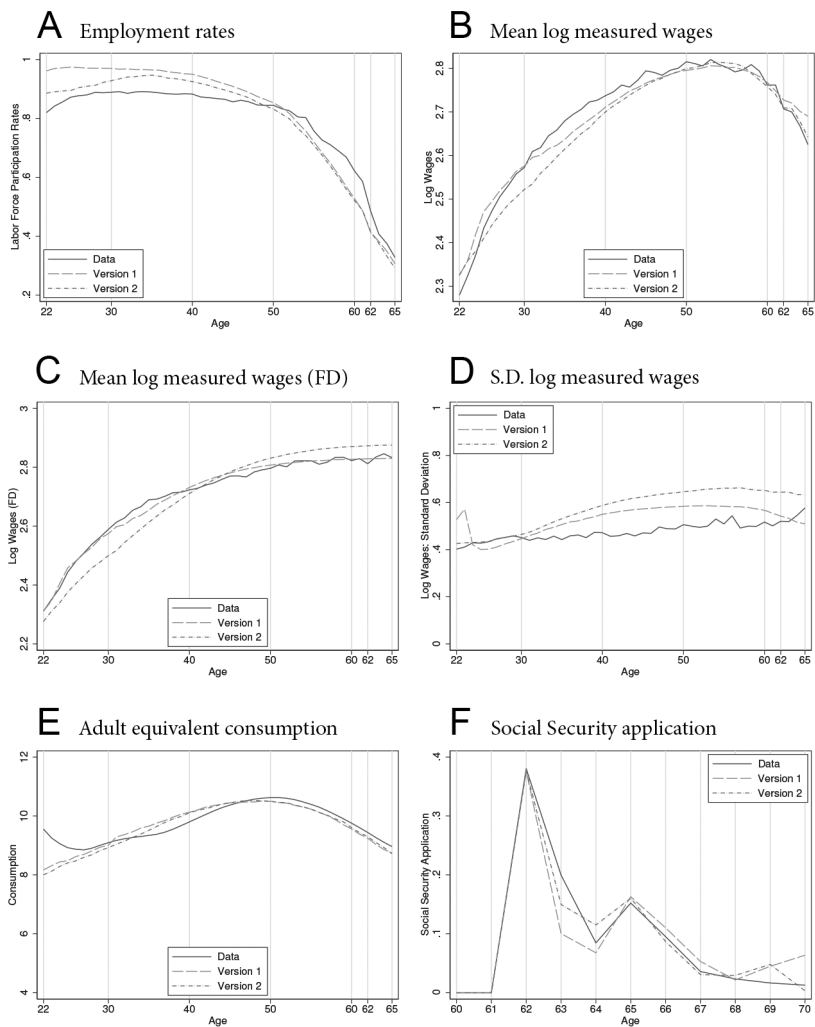 A Employment rates
Labor Force Participation Rates
1
.8
.6
.4
.2
Data
Version 1
Version 2
22 30 40 50 60 62 65
Age
B Mean log measured wages
Log Wages
2.8
2.7
2.6
2.5
2.4
2.3
Data
Version 1
Version 2
22 30 40 50 60 62 65
Age
C Mean log measured wages (FD)
Log Wages (FD)
3
2.8
2.6
2.4
2.2
Data
Version 1
Version 2
22 30 40 50 60 62 65
Age
D S.D. log measured wages
Log Wages: Standard Deviation
1
.8
.6
.4
.2
0
Data
Version 1
Version 2
22 30 40 50 60 62 65
Age
E Adult equivalent consumption
Consumption
12
10
8
6
4
Data
Version 1
Version 2
22 30 40 50 60 62 65
Age
F Social Security application
Social Security Application
.4
.3
.2
.1
0
Data
Version 1
Version 2
60 61 62 63 64 65 66 67 68 69 70
Age